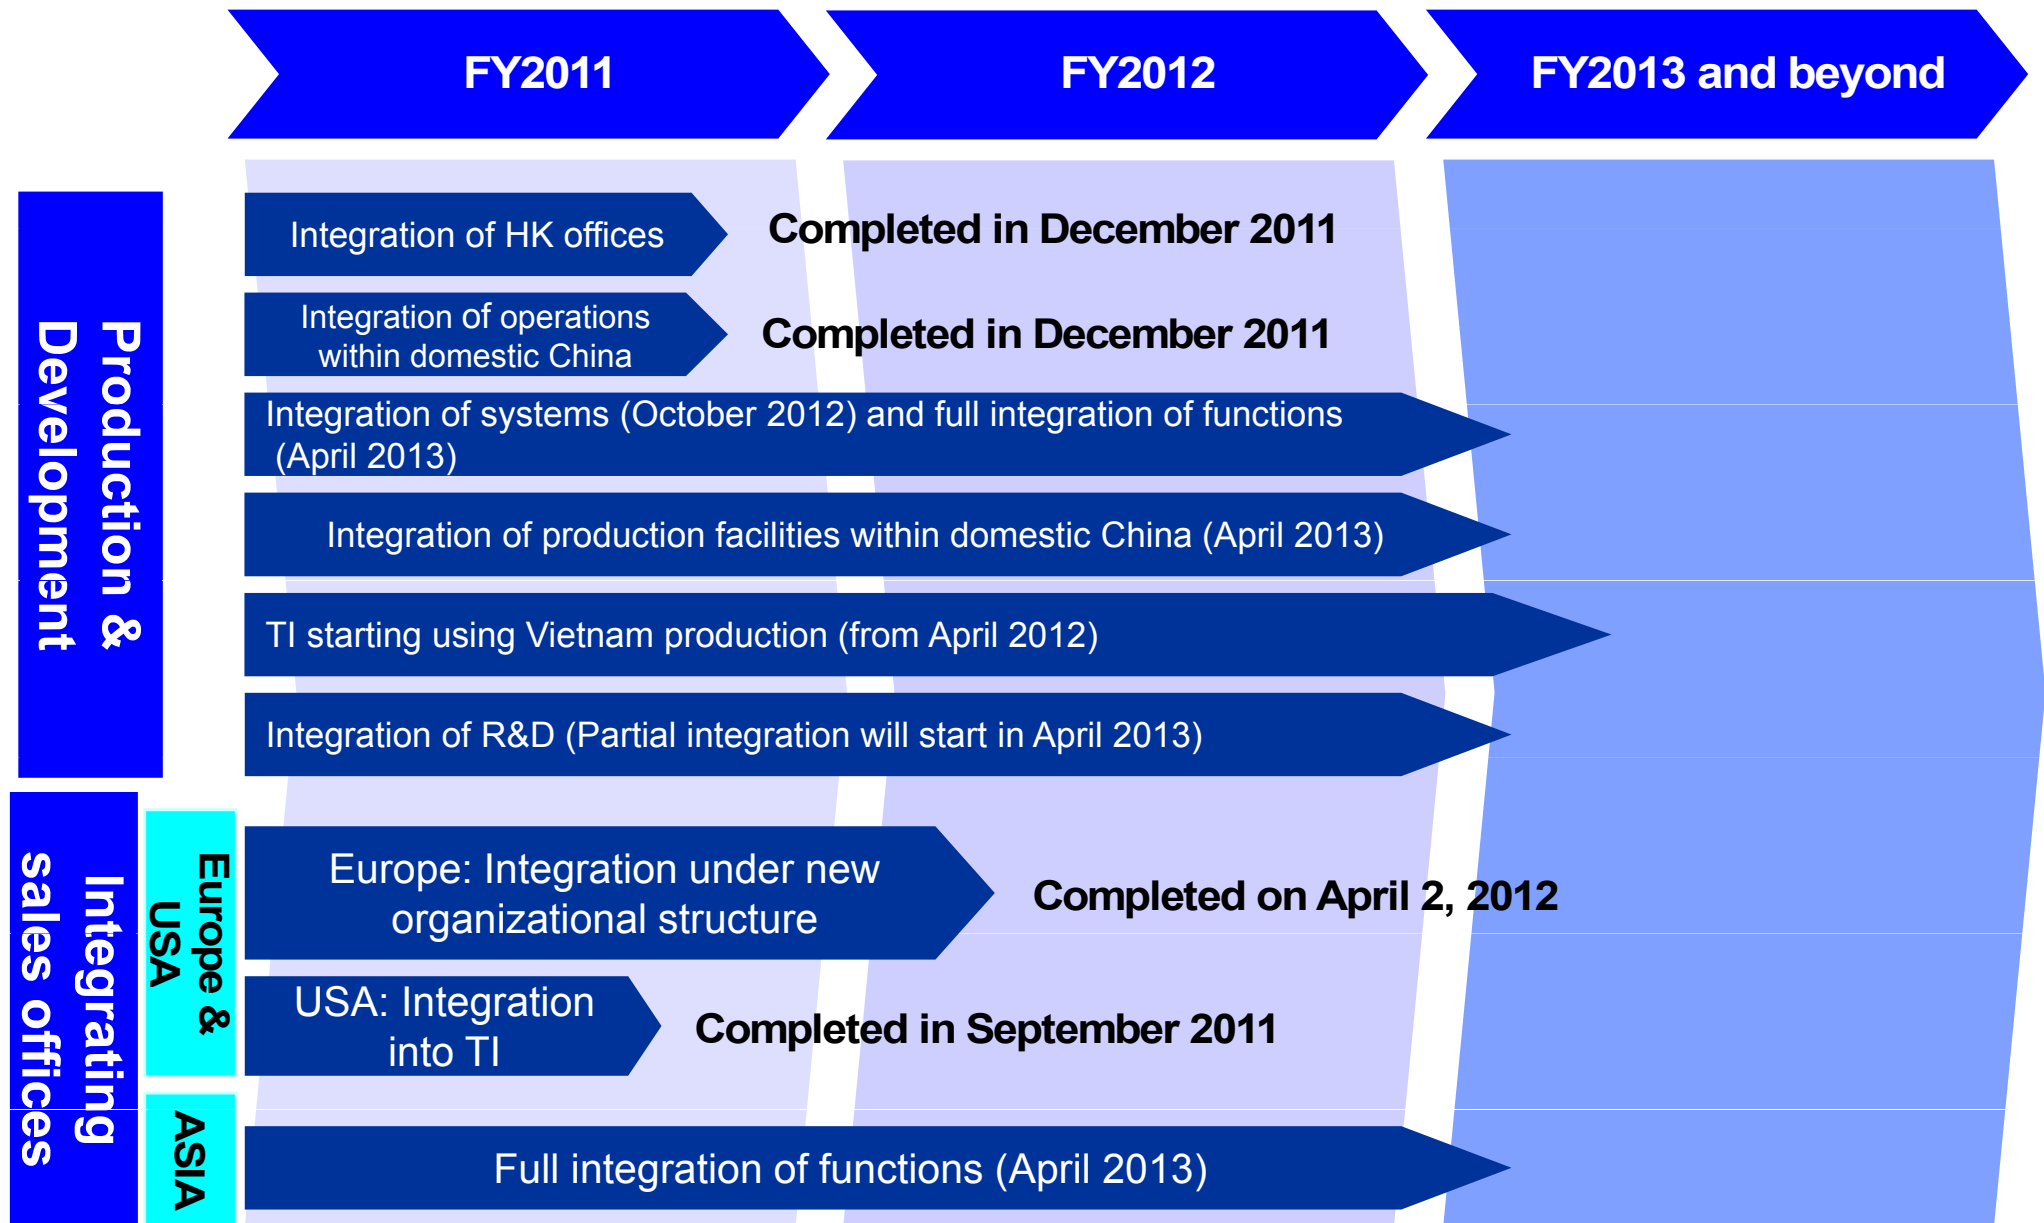 FY2011
FY2012
FY2013 and beyond
Production &
Development
Integration of HK offices
Completed in December 2011
Integration of operations
within domestic China
Completed in December 2011
Integration of systems (October 2012) and full integration of functions
(April 2013)
Integration of production facilities within domestic China (April 2013)
TI starting using Vietnam production (from April 2012)
Integration of R&D (Partial integration will start in April 2013)
Integrating
sales offices
Europe &
USA
Europe: Integration under new
organizational structure
Completed on April 2, 2012
USA: Integration
into TI
Completed in September 2011
ASIA
Full integration of functions (April 2013)